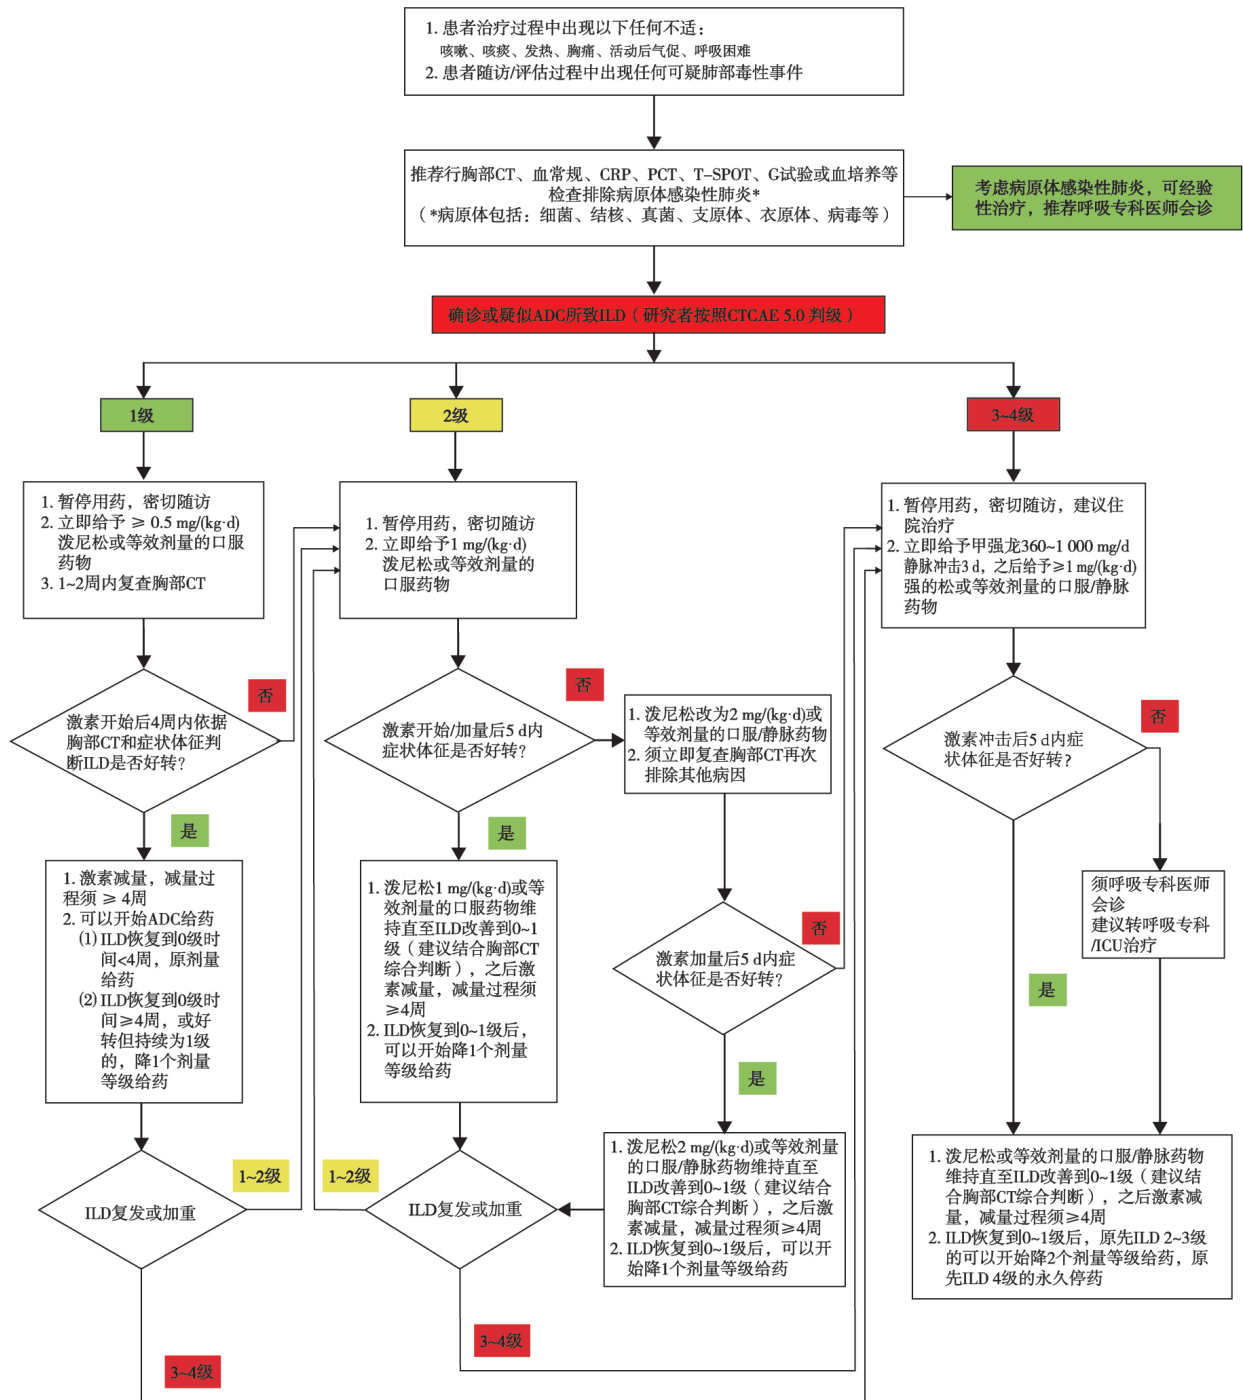 1. 患者治疗过程中出现以下任何不适：
咳嗽、咳痰、发热、胸痛、活动后气促、呼吸困难
2. 患者随访/评估过程中出现任何可疑肺部毒性事件
推荐行胸部CT、血常规、CRP、PCT、T-SPOT、G试验或血培养等
检查排除病原体感染性肺炎*
（*病原体包括：细菌、结核、真菌、支原体、衣原体、病毒等）
考虑病原体感染性肺炎，可经验
性治疗，推荐呼吸专科医师会诊
确诊或疑似ADC所致ILD（研究者按照CTCAE 5.0 判级）
1级
2级
3~4级
1. 暂停用药，密切随访
2. 立即给予 ≥ 0.5 mg/(kg·d)
泼尼松或等效剂量的口服
药物
3. 1~2周内复查胸部CT
1. 暂停用药，密切随访
2. 立即给予1 mg/(kg·d)
泼尼松或等效剂量的
口服药物
1. 暂停用药，密切随访，建议住
院治疗
2. 立即给予甲强龙360~1 000 mg/d
静脉冲击3 d，之后给予≥1 mg/(kg·d)
强的松或等效剂量的口服/静脉
药物
否
激素开始后4周内依据
胸部CT和症状体征判
断ILD是否好转？
是
否
激素开始/加量后5 d内
症状体征是否好转？
是
1. 泼尼松改为2 mg/(kg·d)或
等效剂量的口服/静脉药物
2. 须立即复查胸部CT再次
排除其他病因
否
激素冲击后5 d内症
状体征是否好转？
1. 激素减量，减量过
程须 ≥ 4周
2. 可以开始ADC给药
(1) ILD恢复到0级时
间<4周，原剂量
给药
(2) ILD恢复到0级时
间≥4周，或好
转但持续为1级
的，降1个剂量
等级给药
1. 泼尼松1 mg/(kg·d)或等
效剂量的口服药物维
持直至ILD改善到0~1
级（建议结合胸部CT
综合判断），之后激
素减量，减量过程须
≥4周
2. ILD恢复到0~1级后，
可以开始降1个剂量
等级给药
否
激素加量后5 d内症
状体征是否好转？
是
须呼吸专科医师
会诊
建议转呼吸专科
/ICU治疗
是
1~2级
ILD复发或加重
3~4级
1~2级
ILD复发或加重
3~4级
1. 泼尼松2 mg/(kg·d)或等效剂量
的口服/静脉药物维持直至
ILD改善到0~1级（建议结合
胸部CT综合判断），之后激
素减量，减量过程须≥4周
2. ILD恢复到0~1级后，可以开
始降1个剂量等级给药
1. 泼尼松或等效剂量的口服/静脉药物
维持直至ILD改善到0~1级（建议结
合胸部CT综合判断），之后激素减
量，减量过程须≥4周
2. ILD恢复到0~1级后，原先ILD 2~3级
的可以开始降2个剂量等级给药，原
先ILD 4级的永久停药